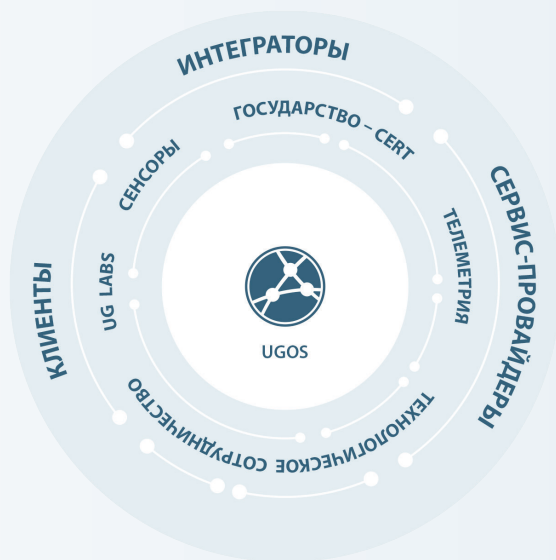 ИНТЕГРАТОРЫ
ГОСУДАРСТВО – CERT
СЕНСОРЫ
СЕРВИС-ПРОВАЙДЕРЫ
ТЕЛЕМЕТРИЯ
UG LABS
КЛИЕНТЫ
UGOS
ТЕХНОЛОГИЧЕСКОЕ СОТРУДНИЧЕСТВО